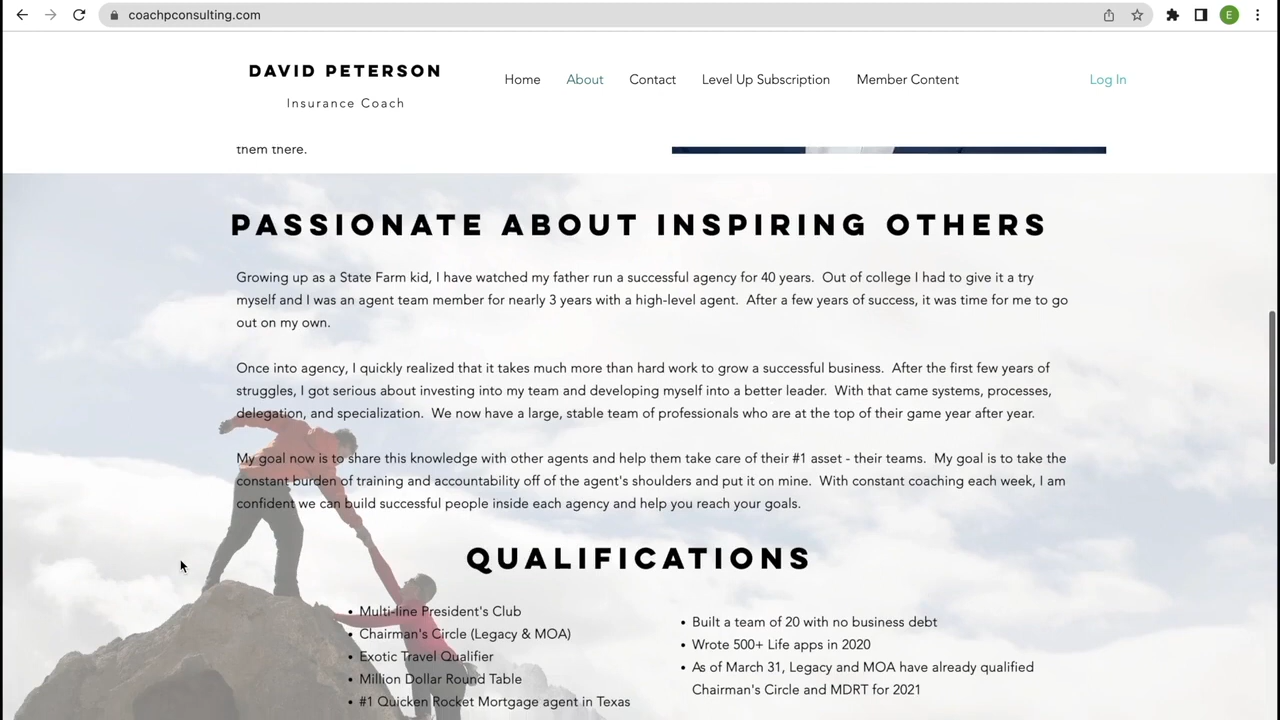 coachpconsulting.com
E
DAVID PETERSON
Insurance Coach
Home About Contact Level Up Subscription Member Content Log In
them there.
PASSIONATE ABOUT INSPIRING OTHERS
Growing up as a State Farm kid, I have watched my father run a successful agency for 40 years. Out of college I had to give it a try
myself and I was an agent team member for nearly 3 years with a high-level agent. After a few years of success, it was time for me to go
out on my own.
Once into agency, I quickly realized that it takes much more than hard work to grow a successful business. After the first few years of
struggles, I got serious about investing into my team and developing myself into a better leader. With that came systems, processes,
delegation, and specialization. We now have a large, stable team of professionals who are at the top of their game year after year.
My goal now is to share this knowledge with other agents and help them take care of their #1 asset - their teams. My goal is to take the
constant burden of training and accountability off of the agent's shoulders and put it on mine. With constant coaching each week, I am
confident we can build successful people inside each agency and help you reach your goals.
QUALIFICATIONS
• Multi-line President's Club
• Chairman's Circle (Legacy & MOA)
• Exotic Travel Qualifier
• Million Dollar Round Table
• #1 Quicken Rocket Mortgage agent in Texas
• Built a team of 20 with no business debt
• Wrote 500+ Life apps in 2020
• As of March 31, Legacy and MOA have already qualified
Chairman's Circle and MDRT for 2021